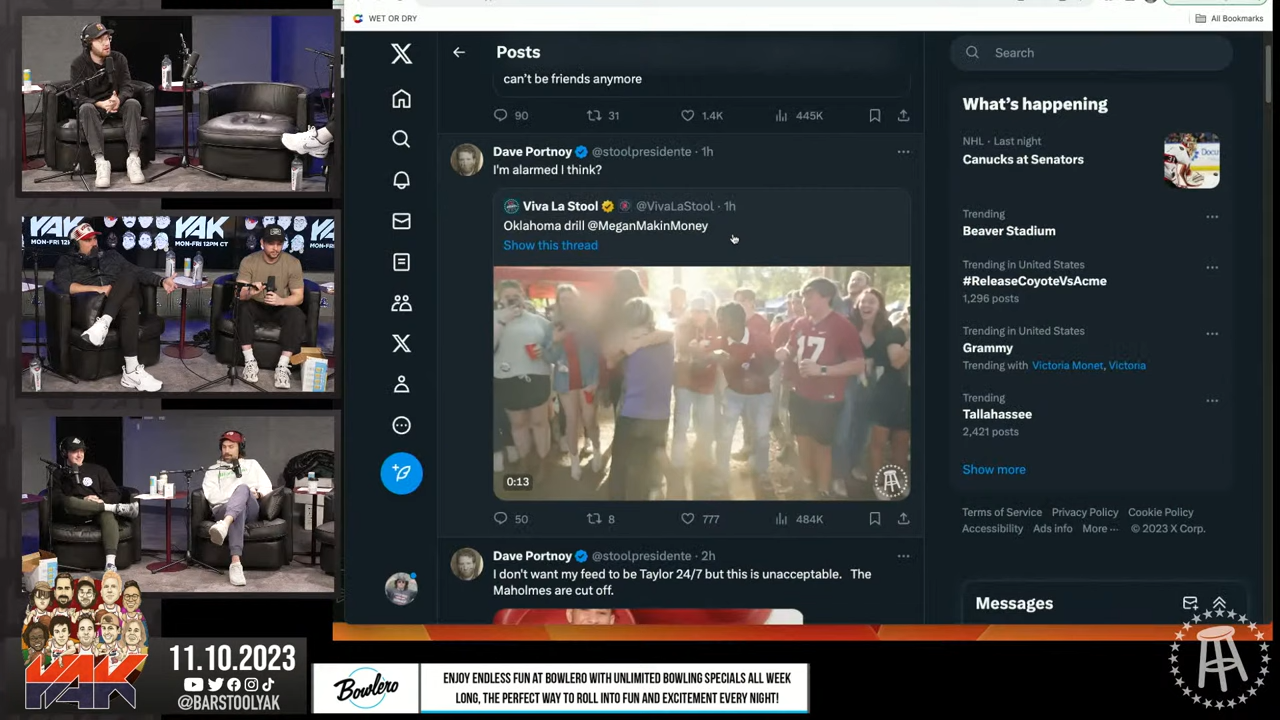 WET OR DRY
All Bookmarks
Posts
can't be friends anymore
90
31
1.4K
445K
Dave Portnoy @stoolpresidente · 1h
I'm alarmed I think?
Viva La Stool @VivaLaStool · 1h
Oklahoma drill @MeganMakinMoney
Show this thread
17
0:13
50
8
777
484K
Dave Portnoy @stoolpresidente · 2h
I don't want my feed to be Taylor 24/7 but this is unacceptable. The
Maholmes are cut off.
Search
What's happening
NHL · Last night
Canucks at Senators
Trending
Beaver Stadium
Trending in United States
#ReleaseCoyoteVsAcme
1,296 posts
Trending in United States
Grammy
Trending with Victoria Monet, Victoria
Trending
Tallahassee
2,421 posts
Show more
Terms of Service Privacy Policy Cookie Policy
Accessibility Ads info More ··· © 2023 X Corp.
Messages
YAK
MON-FRI 12PM CT
YAK
MON-FRI 12PM CT
YAK
11.10.2023
@BARSTOOLYAK
Bowlero
ENJOY ENDLESS FUN AT BOWLERO WITH UNLIMITED BOWLING SPECIALS ALL WEEK
LONG, THE PERFECT WAY TO ROLL INTO FUN AND EXCITEMENT EVERY NIGHT!